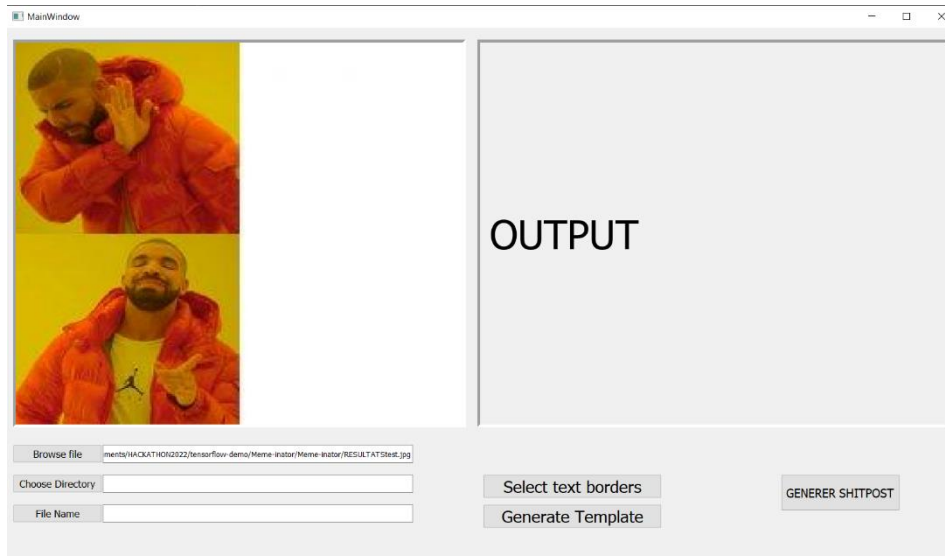 MainWindow
OUTPUT
Browse file
ments/HACKATHON2022/tensorflow-demo/Meme-inator/Meme-inator/RESULTATStest.jpg
Choose Directory
File Name
Select text borders
Generate Template
GENERER SHITPOST